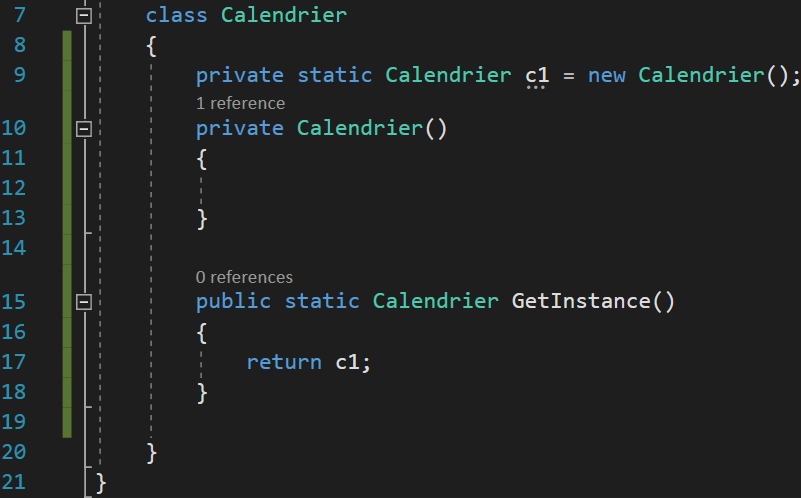 7 class Calendrier
8 {
9 private static Calendrier c1 = new Calendrier();
1 reference
10 private Calendrier()
11 {
12
13 }
14
0 references
15 public static Calendrier GetInstance()
16 {
17 return c1;
18 }
19
20 }
21 }